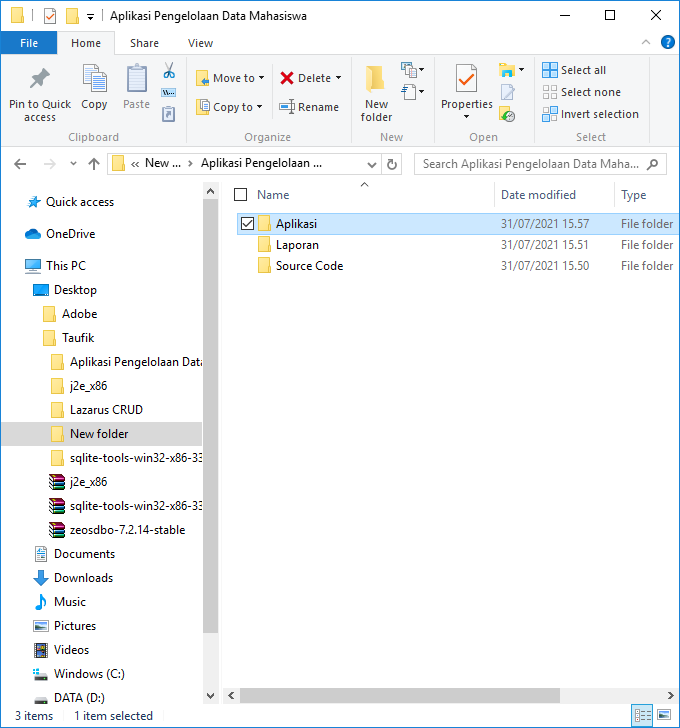 Aplikasi Pengelolaan Data Mahasiswa
File Home Share View
Pin to Quick access
Copy
Paste
Move to
Copy to
Delete
Rename
New folder
Properties
Select all
Select none
Invert selection
Clipboard Organize New Open Select
« New ... › Aplikasi Pengelolaan ...
Search Aplikasi Pengelolaan Data Maha...
Quick access
OneDrive
This PC
Desktop
Adobe
Taufik
Aplikasi Pengelolaan Data
j2e_x86
Lazarus CRUD
New folder
sqlite-tools-win32-x86-33
j2e_x86
sqlite-tools-win32-x86-33
zeosdbo-7.2.14-stable
Documents
Downloads
Music
Pictures
Videos
Windows (C:)
DATA (D:)
Name Date modified Type
Aplikasi 31/07/2021 15.57 File folder
Laporan 31/07/2021 15.51 File folder
Source Code 31/07/2021 15.50 File folder
3 items 1 item selected